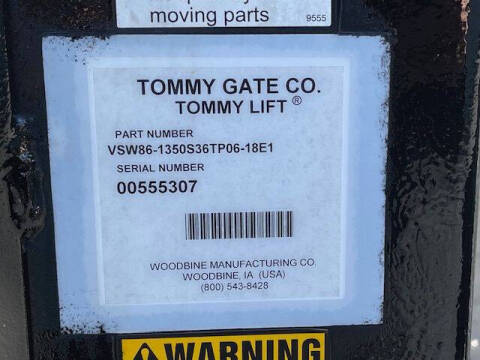 moving parts
9555
TOMMY GATE CO.
TOMMY LIFT ®
PART NUMBER
VSW86-1350S36TP06-18E1
SERIAL NUMBER
00555307
WOODBINE MANUFACTURING CO.
WOODBINE, IA (USA)
(800) 543-8428
WARNING